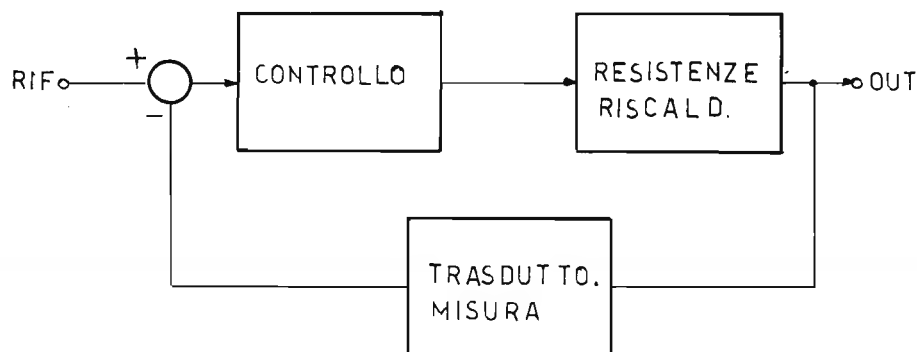 +
RIF
−
CONTROLLO
RESISTENZE
RISCALD.
OUT
TRASDUTTO.
MISURA